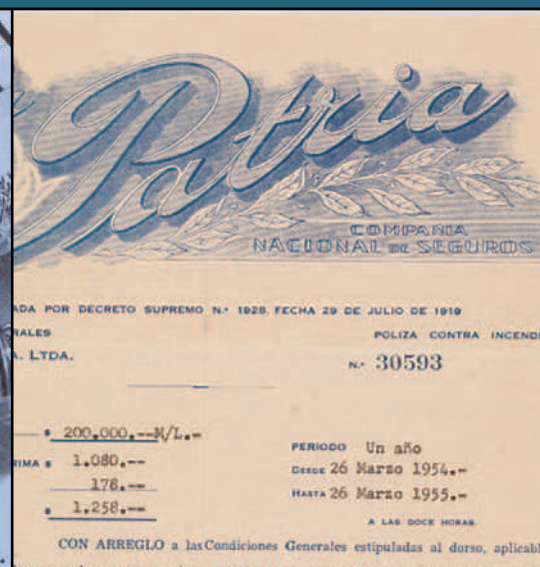 Patria
COMPAÑIA
NACIONAL DE SEGUROS
ADA POR DECRETO SUPREMO N.º 1928. FECHA 29 DE JULIO DE 1919
RALES POLIZA CONTRA INCEND
A. LTDA. N.º 30593
$ 200.000.--M/L.-
PERIODO Un año
RIMA $ 1.080.--
DESDE 26 Marzo 1954.-
178.--
HASTA 26 Marzo 1955.-
$ 1.258.--
A LAS DOCE HORAS.
CON ARREGLO a las Condiciones Generales estipuladas al dorso, aplicabl